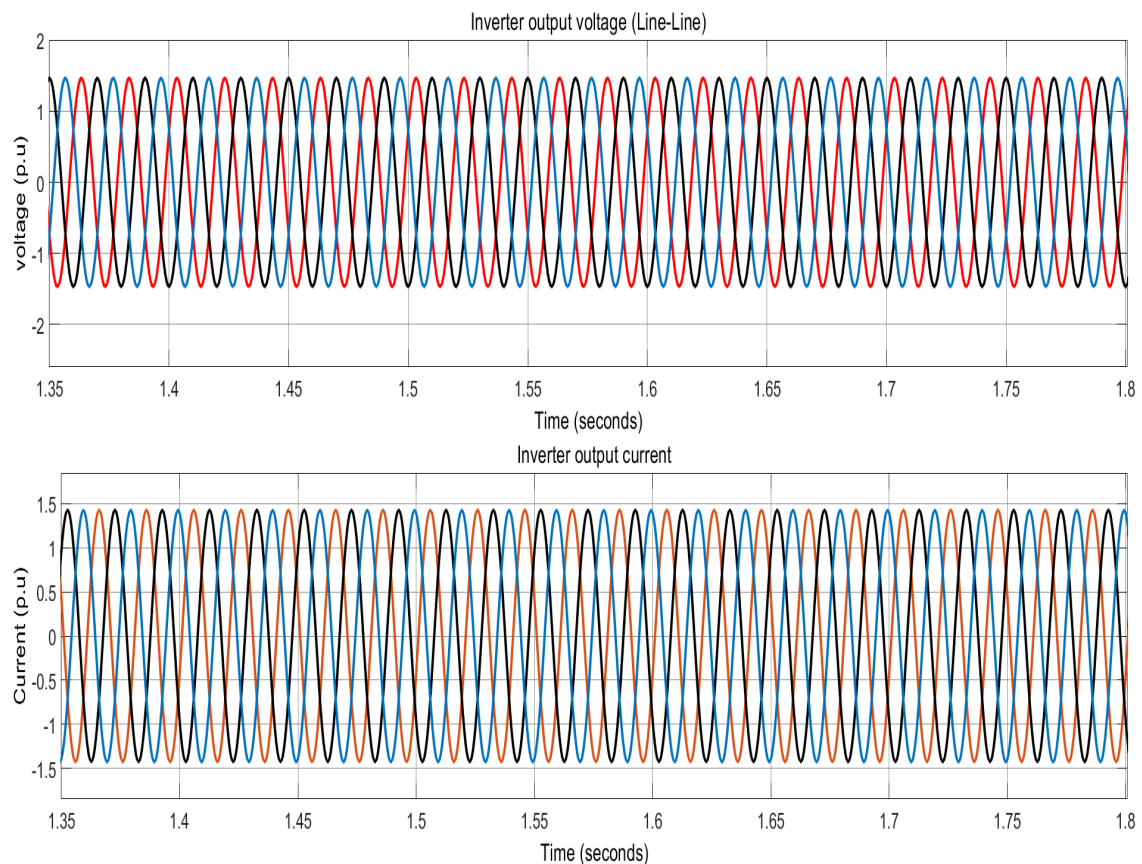 Inverter output voltage (Line-Line)
2
1
0
-1
-2
voltage (p.u)
1.35 1.4 1.45 1.5 1.55 1.6 1.65 1.7 1.75 1.8
Time (seconds)
Inverter output current
1.5
1
0.5
0
-0.5
-1
-1.5
Current (p.u)
1.35 1.4 1.45 1.5 1.55 1.6 1.65 1.7 1.75 1.8
Time (seconds)